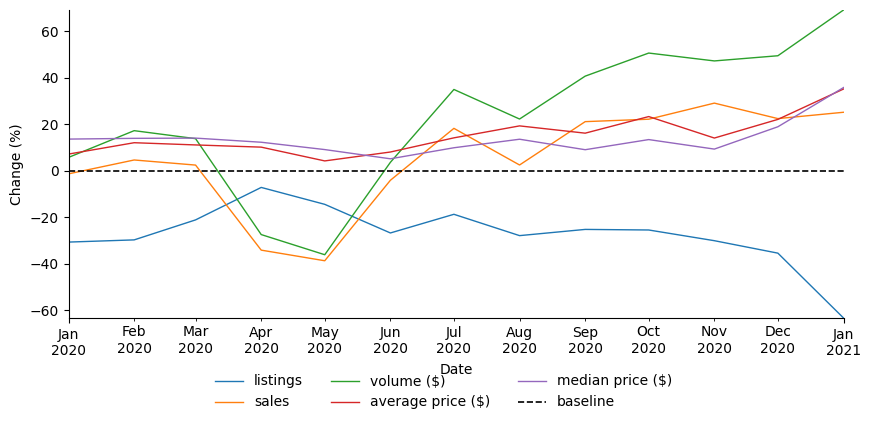 60
40
20
0
−20
−40
−60
Change (%)
Jan Feb Mar Apr May Jun Jul Aug Sep Oct Nov Dec Jan
2020 2020 2020 2020 2020 2020 2020 2020 2020 2020 2020 2020 2021
Date
listings volume ($) median price ($)
sales average price ($) baseline